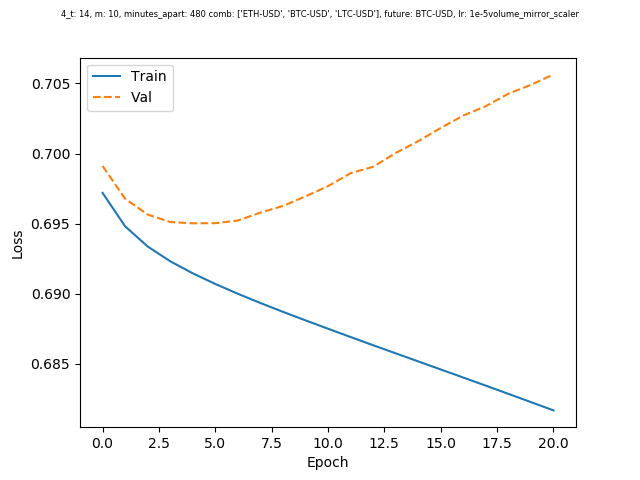 4_t: 14, m: 10, minutes_apart: 480 comb: ['ETH-USD', 'BTC-USD', 'LTC-USD'], future: BTC-USD, lr: 1e-5volume_mirror_scaler
Train
Val
0.705
0.700
0.695
0.690
0.685
Loss
0.0 2.5 5.0 7.5 10.0 12.5 15.0 17.5 20.0
Epoch